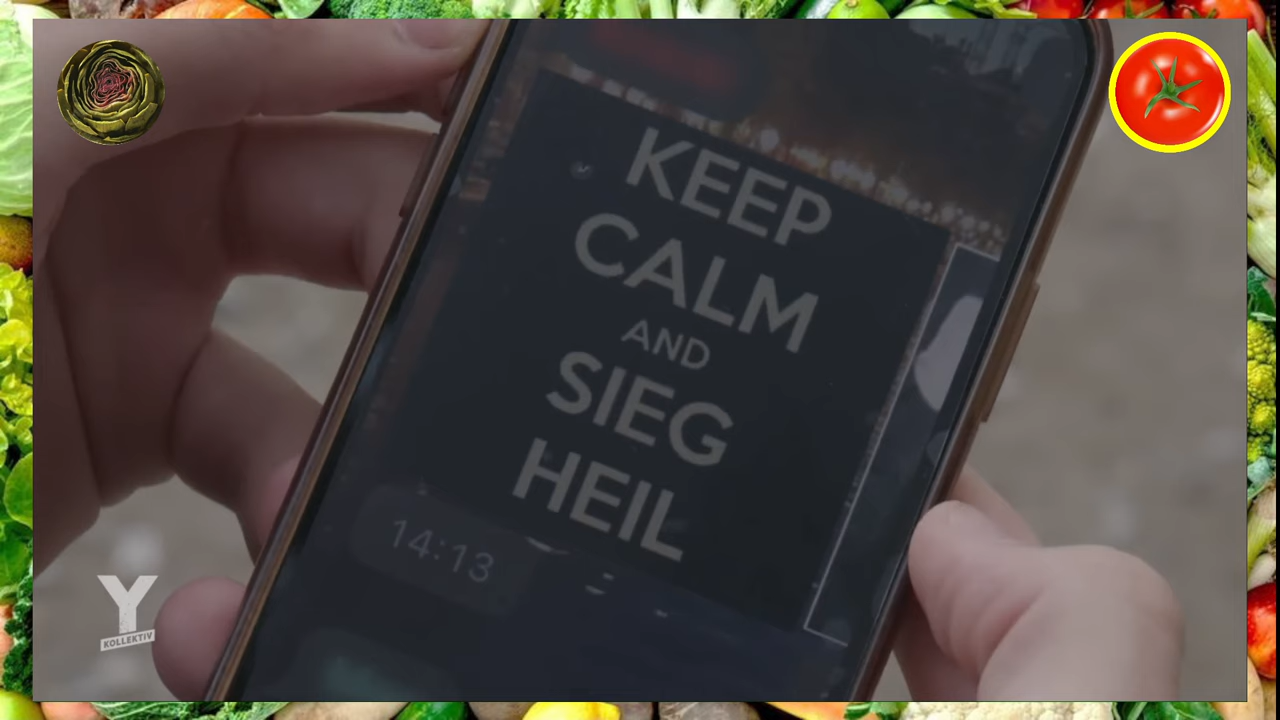 KEEP
CALM
AND
SIEG
HEIL
14:13
Y
KOLLEKTIV